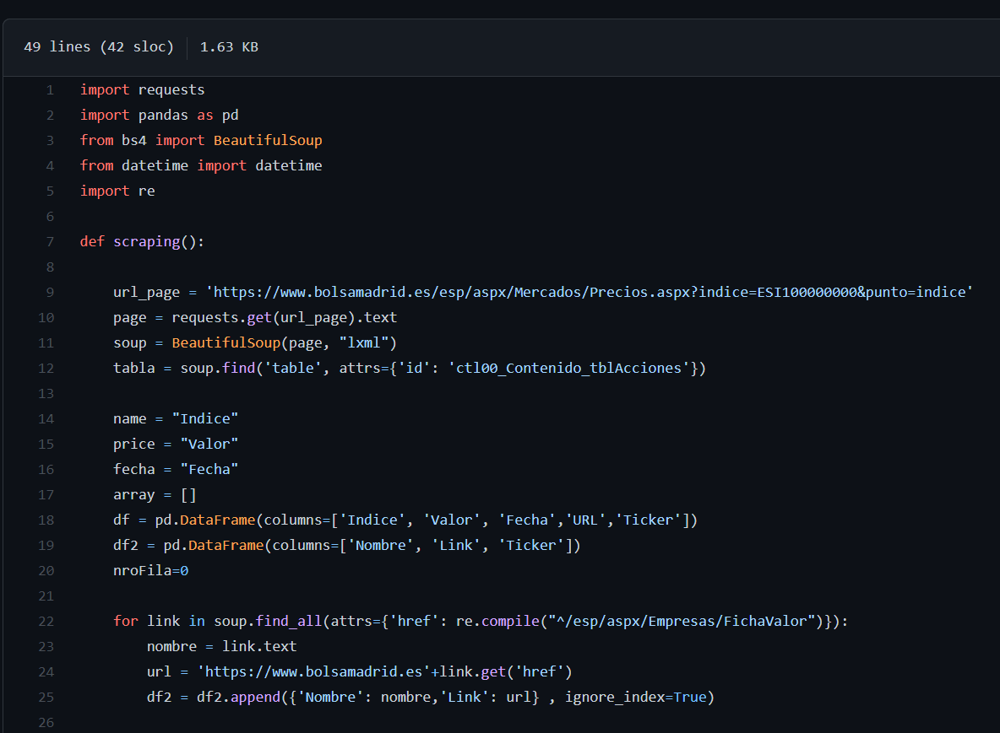 49 lines (42 sloc) 1.63 KB
1 import requests
2 import pandas as pd
3 from bs4 import BeautifulSoup
4 from datetime import datetime
5 import re
6
7 def scraping():
8
9     url_page = 'https://www.bolsamadrid.es/esp/aspx/Mercados/Precios.aspx?indice=ESI100000000&punto=indice'
10     page = requests.get(url_page).text
11     soup = BeautifulSoup(page, "lxml")
12     tabla = soup.find('table', attrs={'id': 'ctl00_Contenido_tblAcciones'})
13
14     name = "Indice"
15     price = "Valor"
16     fecha = "Fecha"
17     array = []
18     df = pd.DataFrame(columns=['Indice', 'Valor', 'Fecha','URL','Ticker'])
19     df2 = pd.DataFrame(columns=['Nombre', 'Link', 'Ticker'])
20     nroFila=0
21
22     for link in soup.find_all(attrs={'href': re.compile("^/esp/aspx/Empresas/FichaValor")}):
23         nombre = link.text
24         url = 'https://www.bolsamadrid.es'+link.get('href')
25         df2 = df2.append({'Nombre': nombre,'Link': url} , ignore_index=True)
26